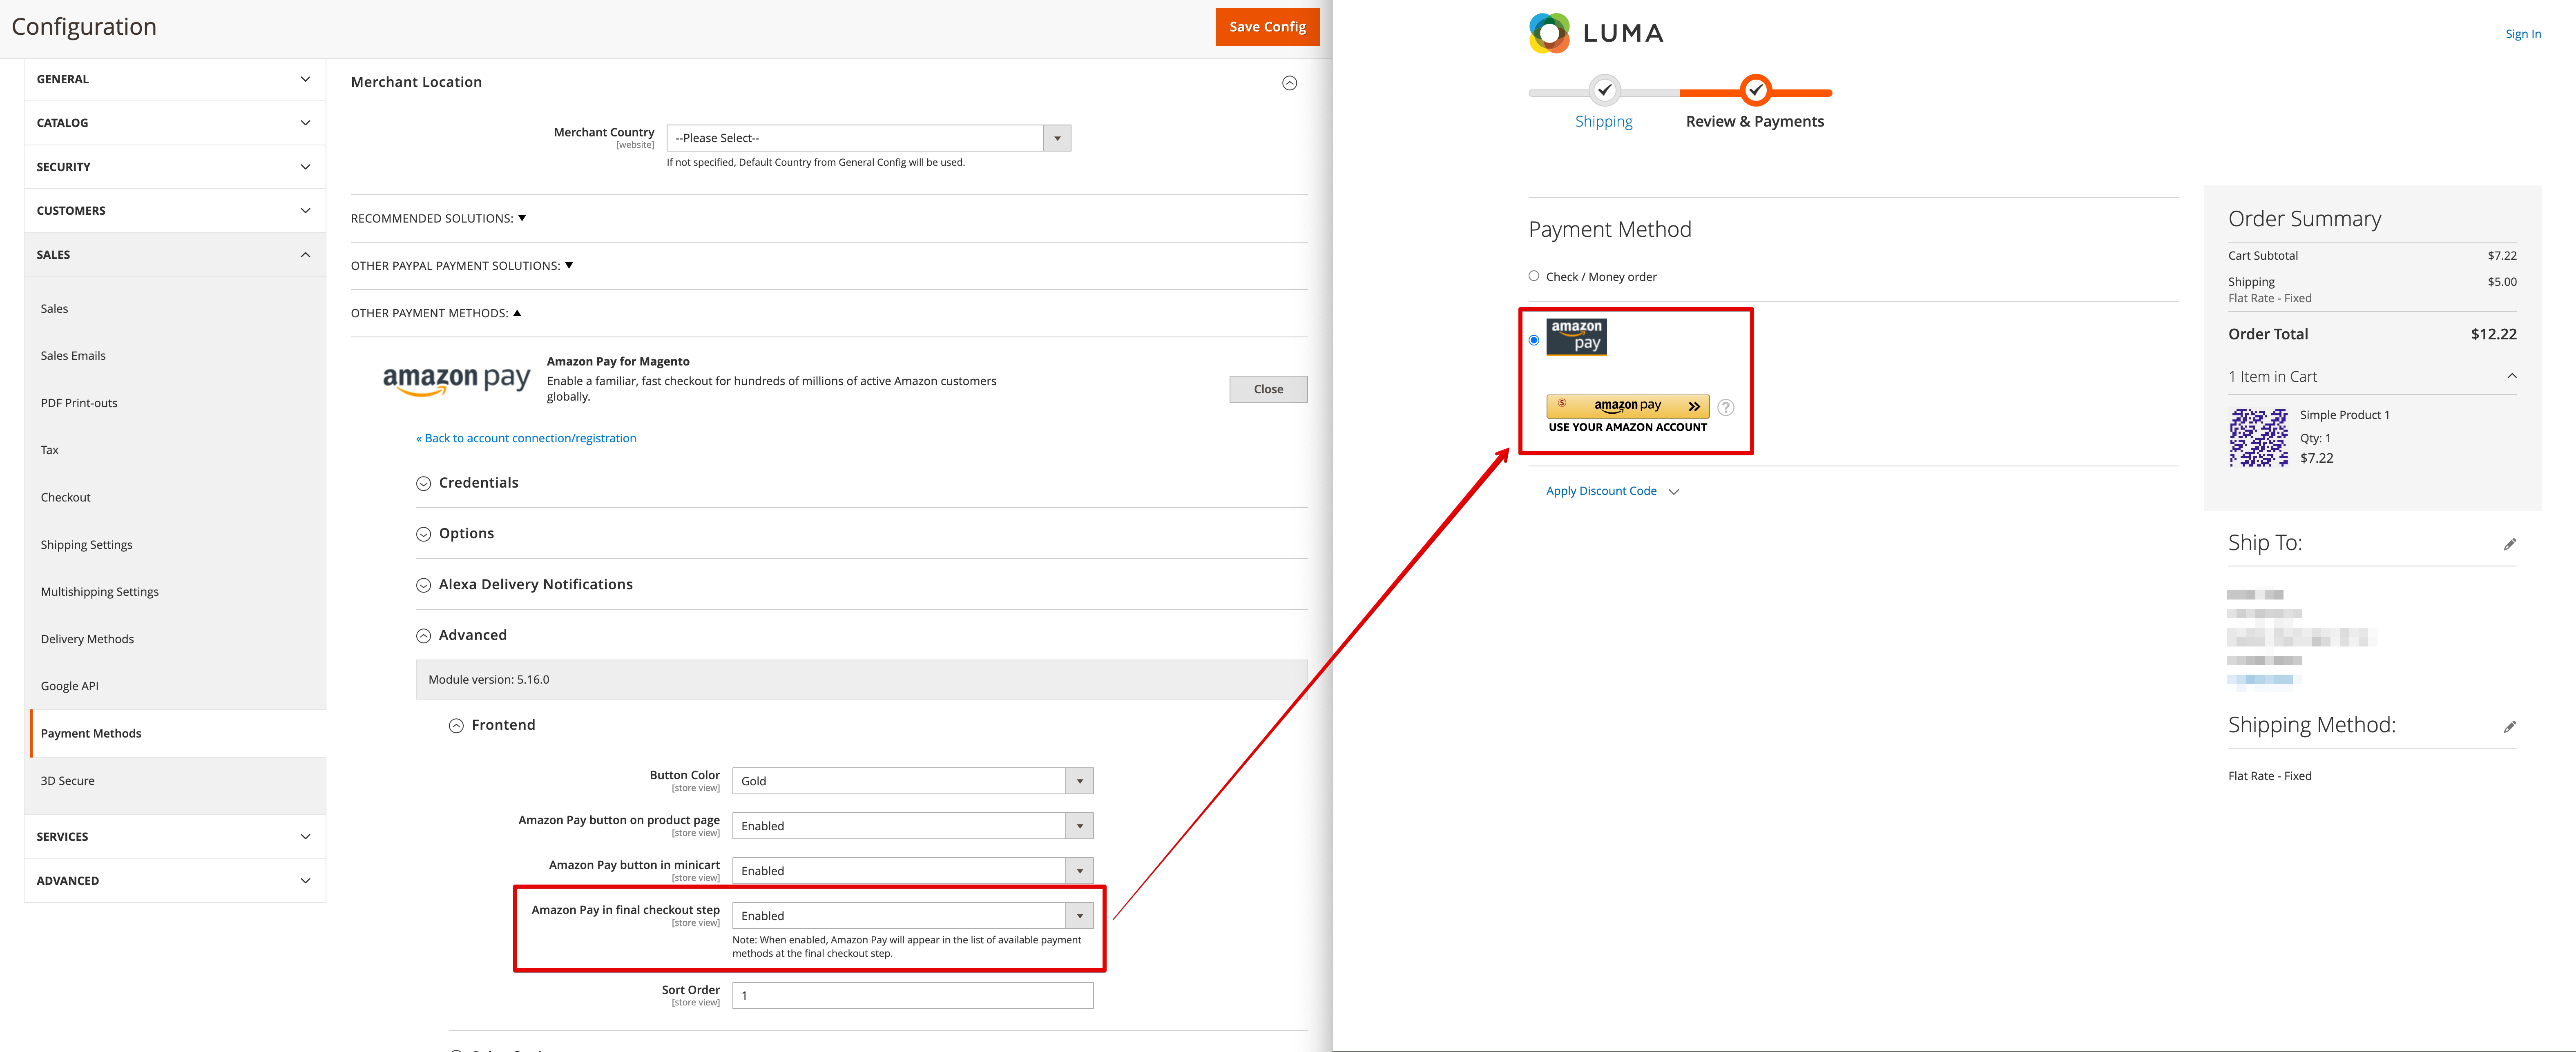 Configuration
Save Config
GENERAL
CATALOG
SECURITY
CUSTOMERS
SALES
Sales
Sales Emails
PDF Print-outs
Tax
Checkout
Shipping Settings
Multishipping Settings
Delivery Methods
Google API
Payment Methods
3D Secure
SERVICES
ADVANCED
Merchant Location
Merchant Country
[website]
--Please Select--
If not specified, Default Country from General Config will be used.
RECOMMENDED SOLUTIONS:
OTHER PAYPAL PAYMENT SOLUTIONS:
OTHER PAYMENT METHODS:
amazon pay
Amazon Pay for Magento
Enable a familiar, fast checkout for hundreds of millions of active Amazon customers
globally.
Close
« Back to account connection/registration
Credentials
Options
Alexa Delivery Notifications
Advanced
Module version: 5.16.0
Frontend
Button Color
[store view]
Gold
Amazon Pay button on product page
[store view]
Enabled
Amazon Pay button in minicart
[store view]
Enabled
Amazon Pay in final checkout step
[store view]
Enabled
Note: When enabled, Amazon Pay will appear in the list of available payment
methods at the final checkout step.
Sort Order
[store view]
1
LUMA
Sign In
Shipping
Review & Payments
Payment Method
Check / Money order
amazon
pay
S amazon pay
?
USE YOUR AMAZON ACCOUNT
Apply Discount Code
Order Summary
Cart Subtotal $7.22
Shipping $5.00
Flat Rate - Fixed
Order Total $12.22
1 Item in Cart
Simple Product 1
Qty: 1
$7.22
Ship To:
Shipping Method:
Flat Rate - Fixed